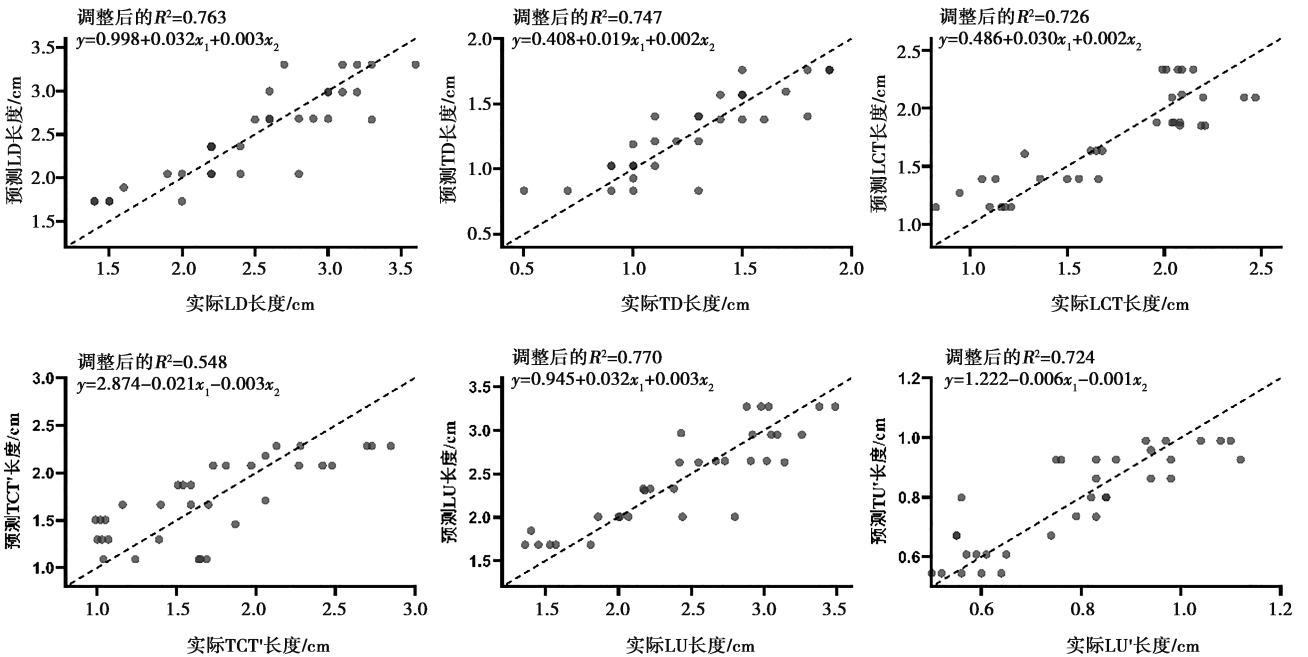 调整后的R²=0.763
y=0.998+0.032x₁+0.003x₂
预测LD长度/cm
3.5
3.0
2.5
2.0
1.5
1.5
2.0
2.5
3.0
3.5
实际LD长度/cm
调整后的R²=0.747
y=0.408+0.019x₁+0.002x₂
预测TD长度/cm
2.0
1.5
1.0
0.5
0.5
1.0
1.5
2.0
实际TD长度/cm
调整后的R²=0.726
y=0.486+0.030x₁+0.002x₂
预测LCT长度/cm
2.5
2.0
1.5
1.0
1.0
1.5
2.0
2.5
实际LCT长度/cm
调整后的R²=0.548
y=2.874−0.021x₁−0.003x₂
预测TCT'长度/cm
3.0
2.5
2.0
1.5
1.0
1.0
1.5
2.0
2.5
3.0
实际TCT'长度/cm
调整后的R²=0.770
y=0.945+0.032x₁+0.003x₂
预测LU长度/cm
3.5
3.0
2.5
2.0
1.5
1.5
2.0
2.5
3.0
3.5
实际LU长度/cm
调整后的R²=0.724
y=1.222−0.006x₁−0.001x₂
预测TU'长度/cm
1.2
1.0
0.8
0.6
0.6
0.8
1.0
1.2
实际LU'长度/cm